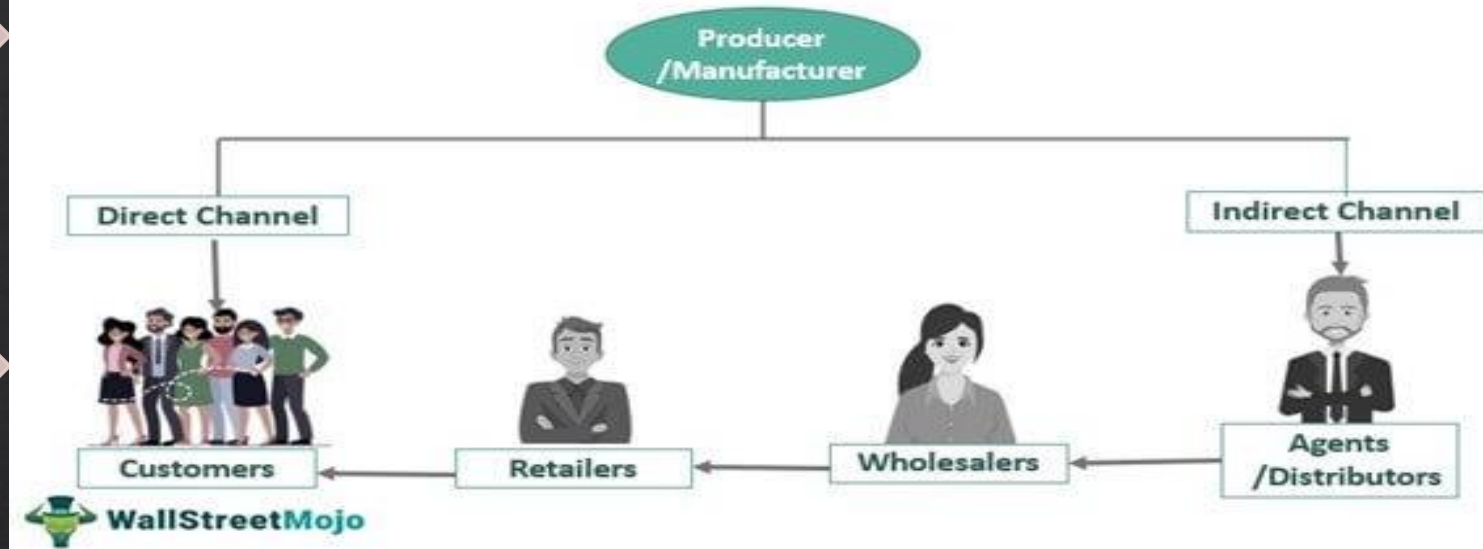 Producer
/Manufacturer
Direct Channel
Indirect Channel
Customers
Retailers
Wholesalers
Agents
/Distributors
WallStreetMojo